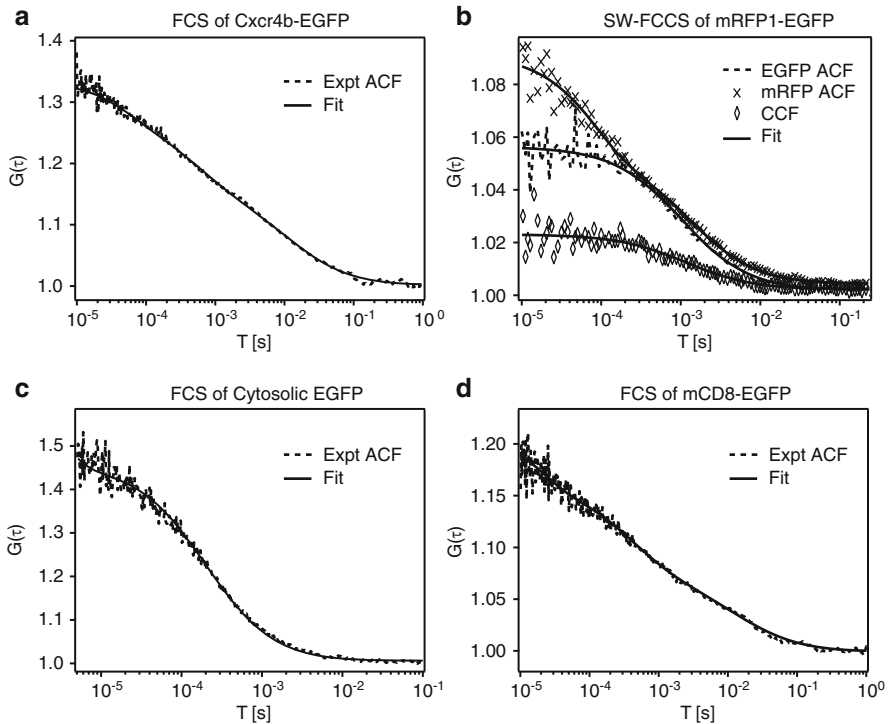 a
FCS of Cxcr4b-EGFP
1.4
1.3
1.2
1.1
1.0
G(τ)
Expt ACF
Fit
10⁻⁵ 10⁻⁴ 10⁻³ 10⁻² 10⁻¹ 10⁰
T [s]
b
SW-FCCS of mRFP1-EGFP
1.08
1.06
1.04
1.02
1.00
G(τ)
EGFP ACF
mRFP ACF
CCF
Fit
10⁻⁵ 10⁻⁴ 10⁻³ 10⁻² 10⁻¹
T [s]
c
FCS of Cytosolic EGFP
1.5
1.4
1.3
1.2
1.1
1.0
G(τ)
Expt ACF
Fit
10⁻⁵ 10⁻⁴ 10⁻³ 10⁻² 10⁻¹
T [s]
d
FCS of mCD8-EGFP
1.20
1.15
1.10
1.05
1.00
G(τ)
Expt ACF
Fit
10⁻⁵ 10⁻⁴ 10⁻³ 10⁻² 10⁻¹ 10⁰
T [s]